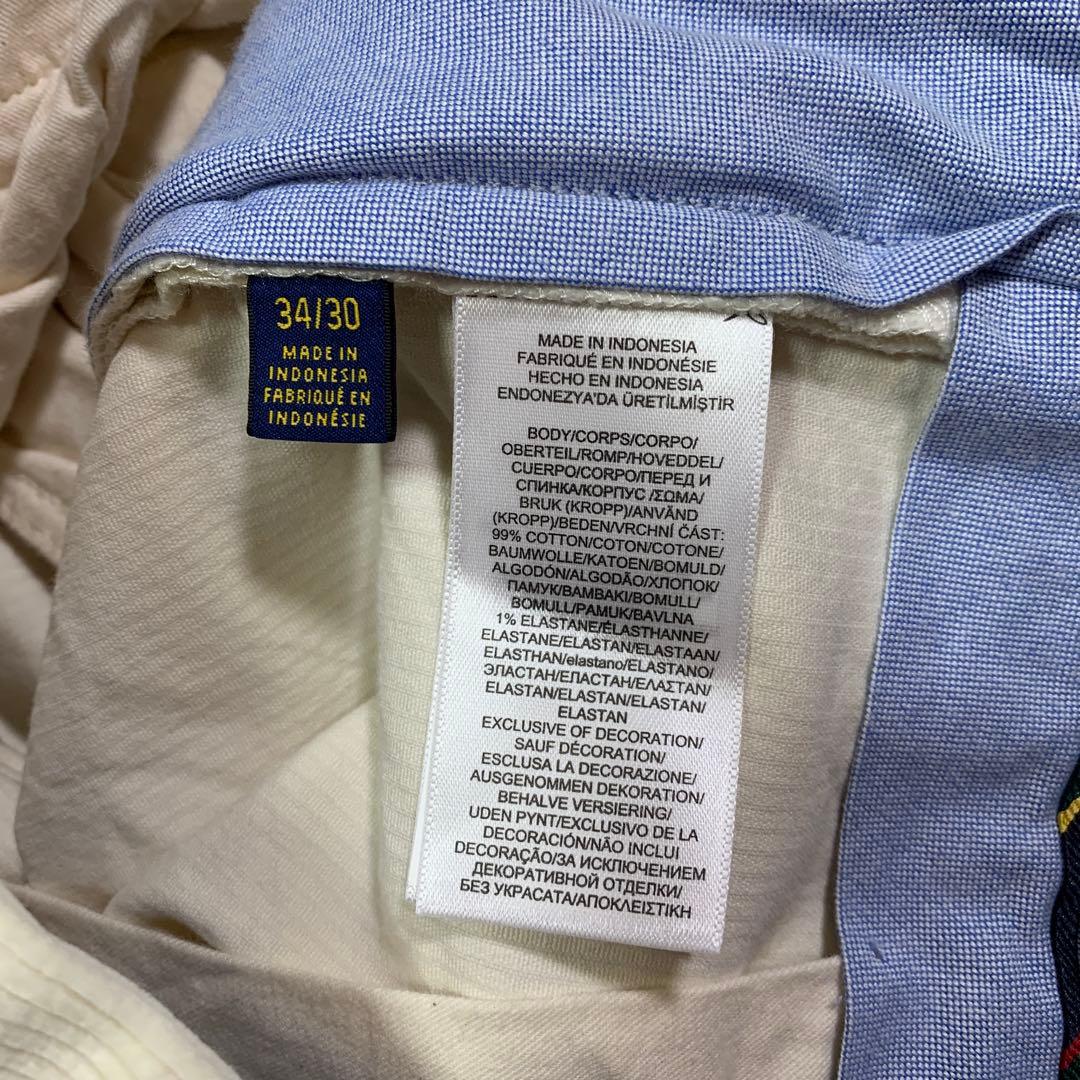 34/30
MADE IN
INDONESIA
FABRIQUÉ EN
INDONÉSIE
MADE IN INDONESIA
FABRIQUÉ EN INDONÉSIE
HECHO EN INDONESIA
ENDONEZYA'DA ÜRETİLMİŞTİR
BODY/CORPS/CORPO/
OBERTEIL/ROMP/HOVEDDEL/
CUERPO/CORPO/ПЕРЕД И
СПИНКА/КОРПУС /ΣΩΜΑ/
BRUK (KROPP)/ANVÄND
(KROPP)/BEDEN/VRCHNÍ ČÁST:
99% COTTON/COTON/COTONE/
BAUMWOLLE/KATOEN/BOMULD/
ALGODÓN/ALGODÃO/ХЛОПОК/
ПАМУК/ΒΑΜΒΑΚΙ/BOMULL/
BOMULL/PAMUK/BAVLNA
1% ELASTANE/ÉLASTHANNE/
ELASTANE/ELASTAN/ELASTAAN/
ELASTHAN/elastano/ELASTANO/
ЭЛАСТАН/ЕЛАСТАН/ΕΛΑΣΤΑΝ/
ELASTAN/ELASTAN/ELASTAN/
ELASTAN
EXCLUSIVE OF DECORATION/
SAUF DÉCORATION/
ESCLUSA LA DECORAZIONE/
AUSGENOMMEN DEKORATION/
BEHALVE VERSIERING/
UDEN PYNT/EXCLUSIVO DE LA
DECORACIÓN/NÃO INCLUI
DECORAÇÃO/ЗА ИСКЛЮЧЕНИЕМ
ДЕКОРАТИВНОЙ ОТДЕЛКИ/
БЕЗ УКРАСАТА/ΑΠΟΚΛΕΙΣΤΙΚΗ